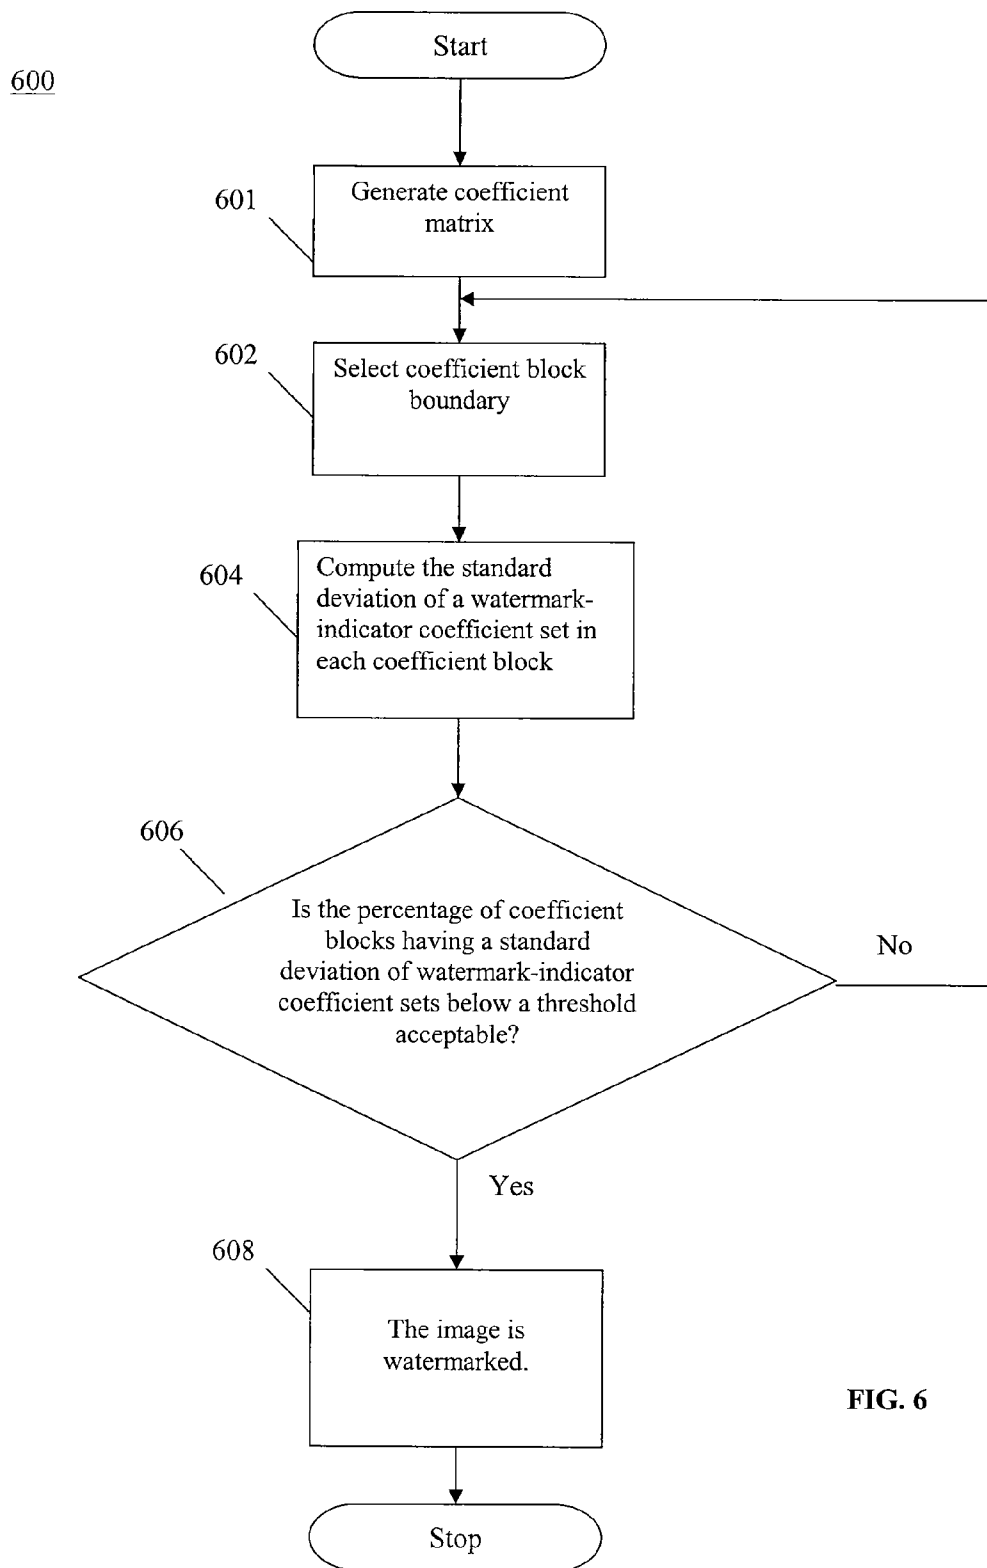 Start
600
601
Generate coefficient
matrix
602
Select coefficient block
boundary
604
Compute the standard
deviation of a watermark-
indicator coefficient set in
each coefficient block
606
Is the percentage of coefficient
blocks having a standard
deviation of watermark-indicator
coefficient sets below a threshold
acceptable?
No
Yes
608
The image is
watermarked.
FIG. 6
Stop